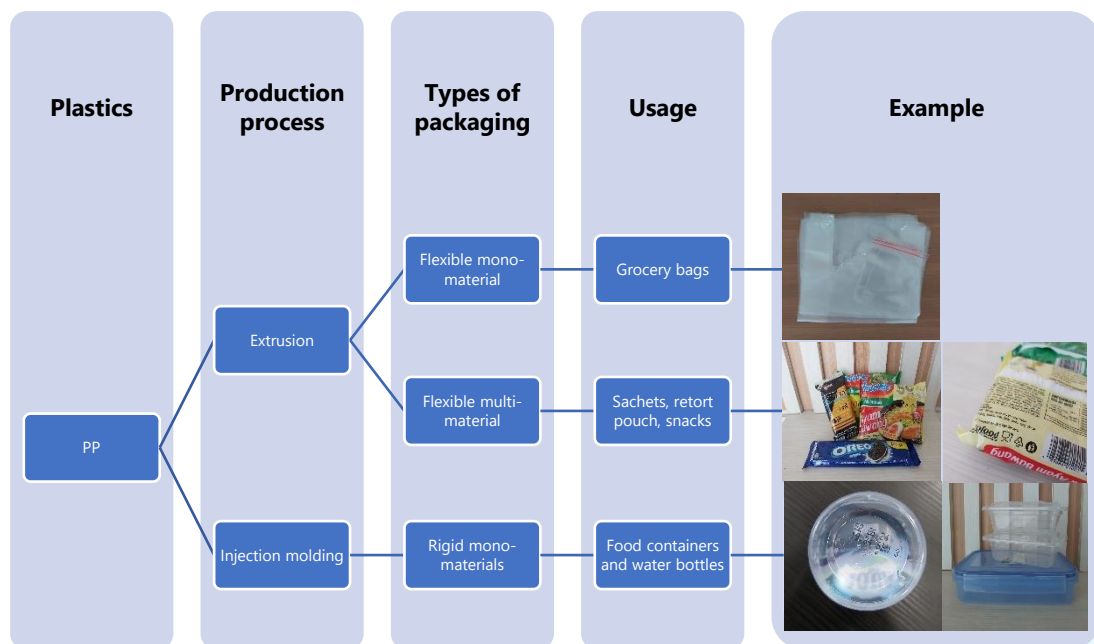 Plastics
Production
process
Types of
packaging
Usage
Example
PP
Extrusion
Injection molding
Flexible mono-
material
Flexible multi-
material
Rigid mono-
materials
Grocery bags
Sachets, retort
pouch, snacks
Food containers
and water bottles
OREO